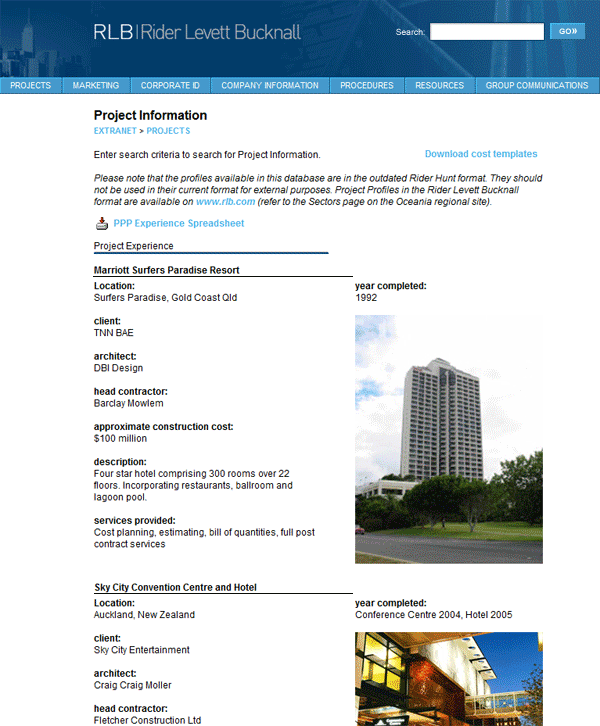 RLB | Rider Levett Bucknall
Search:
GO»
PROJECTS
MARKETING
CORPORATE ID
COMPANY INFORMATION
PROCEDURES
RESOURCES
GROUP COMMUNICATIONS
Project Information
EXTRANET > PROJECTS
Enter search criteria to search for Project Information.
Download cost templates
Please note that the profiles available in this database are in the outdated Rider Hunt format. They should
not be used in their current format for external purposes. Project Profiles in the Rider Levett Bucknall
format are available on www.rlb.com (refer to the Sectors page on the Oceania regional site).
PPP Experience Spreadsheet
Project Experience
Marriott Surfers Paradise Resort
Location:
Surfers Paradise, Gold Coast Qld
year completed:
1992
client:
TNN BAE
architect:
DBI Design
head contractor:
Barclay Mowlem
approximate construction cost:
$100 million
description:
Four star hotel comprising 300 rooms over 22
floors. Incorporating restaurants, ballroom and
lagoon pool.
services provided:
Cost planning, estimating, bill of quantities, full post
contract services
Sky City Convention Centre and Hotel
Location:
Auckland, New Zealand
year completed:
Conference Centre 2004, Hotel 2005
client:
Sky City Entertainment
architect:
Craig Craig Moller
head contractor:
Fletcher Construction Ltd